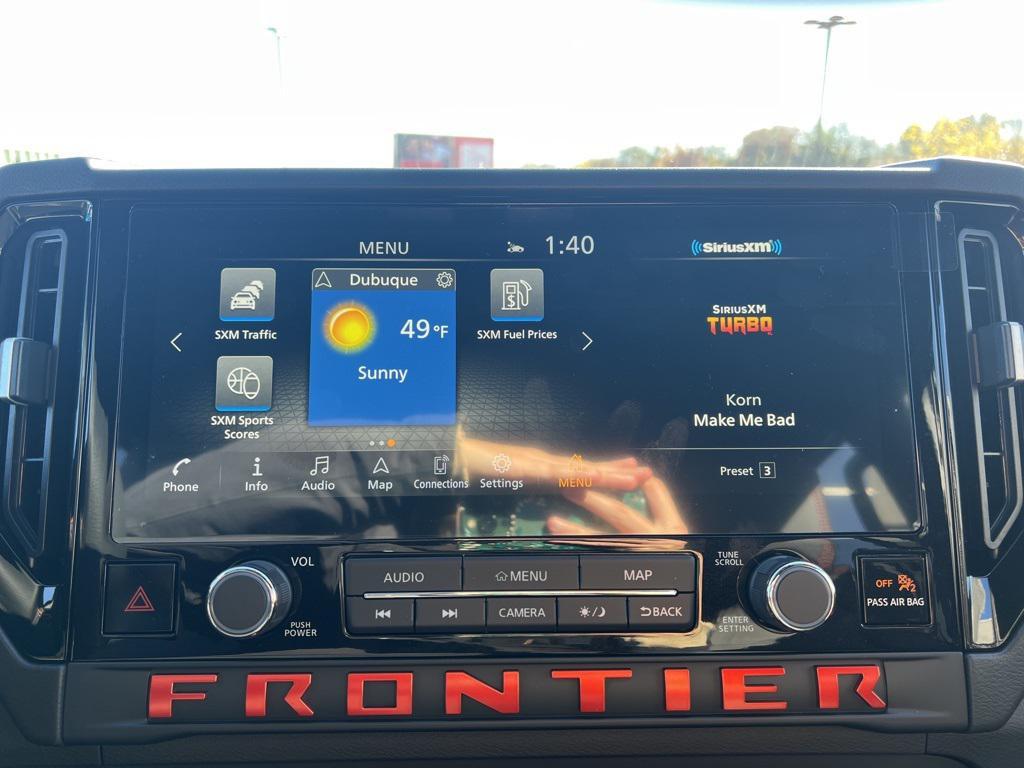 MENU
1:40
SiriusXM
SXM Traffic
Dubuque
49 °F
Sunny
SXM Fuel Prices
SXM Sports
Scores
SIRIUSXM
TURBO
Korn
Make Me Bad
Preset 3
Phone
Info
Audio
Map
Connections
Settings
MENU
VOL
PUSH
POWER
AUDIO
MENU
MAP
CAMERA
BACK
TUNE
SCROLL
ENTER
SETTING
OFF
2
PASS AIR BAG
FRONTIER